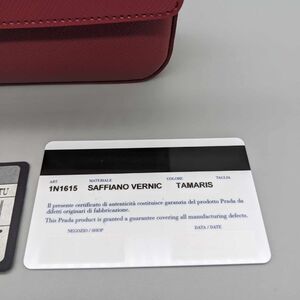 ART. MATERIALE COLORE TAGLIA
1N1615 SAFFIANO VERNIC TAMARIS
Il presente certificato di autenticità costituisce garanzia del prodotto Prada da
difetti originari di fabbricazione.
This Prada product is granted a guarantee covering all manufacturing defects.
NEGOZIO / SHOP DATA / DATE
TU